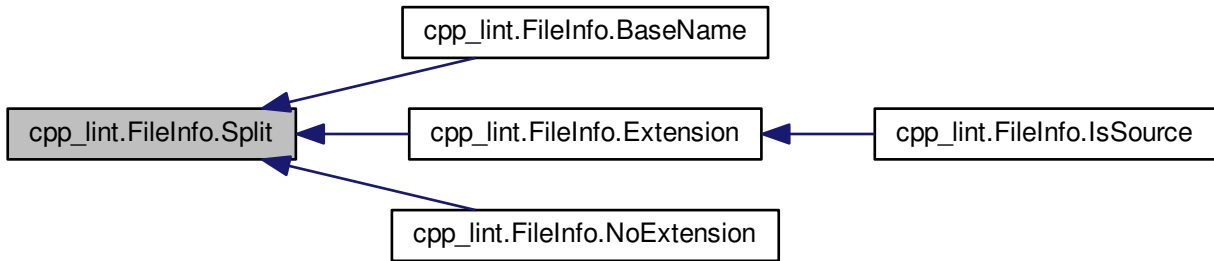 cpp_lint.FileInfo.BaseName
cpp_lint.FileInfo.Split
cpp_lint.FileInfo.Extension
cpp_lint.FileInfo.IsSource
cpp_lint.FileInfo.NoExtension